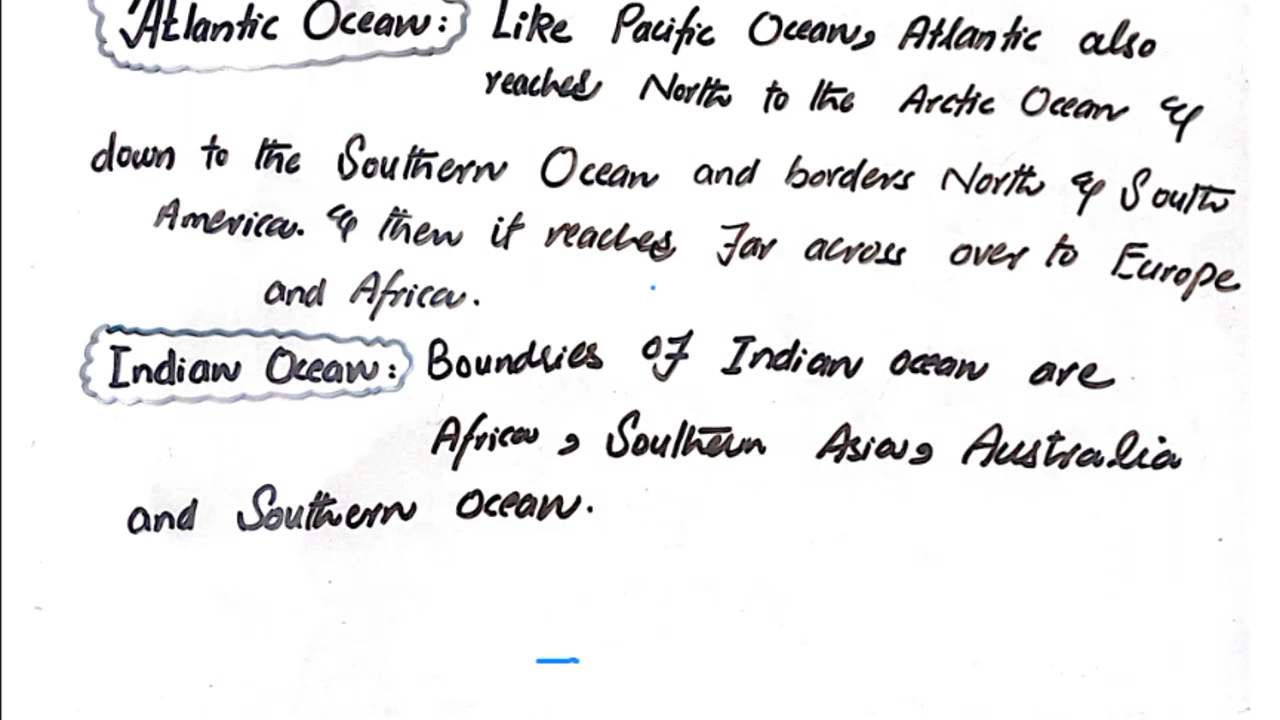 Atlantic Ocean: Like Pacific Ocean, Atlantic also
reaches North to the Arctic Ocean &
down to the Southern Ocean and borders North & South
America. & then it reaches far across over to Europe
and Africa.
Indian Ocean: Boundries of Indian ocean are
Africa, Southern Asia, Australia
and Southern Ocean.